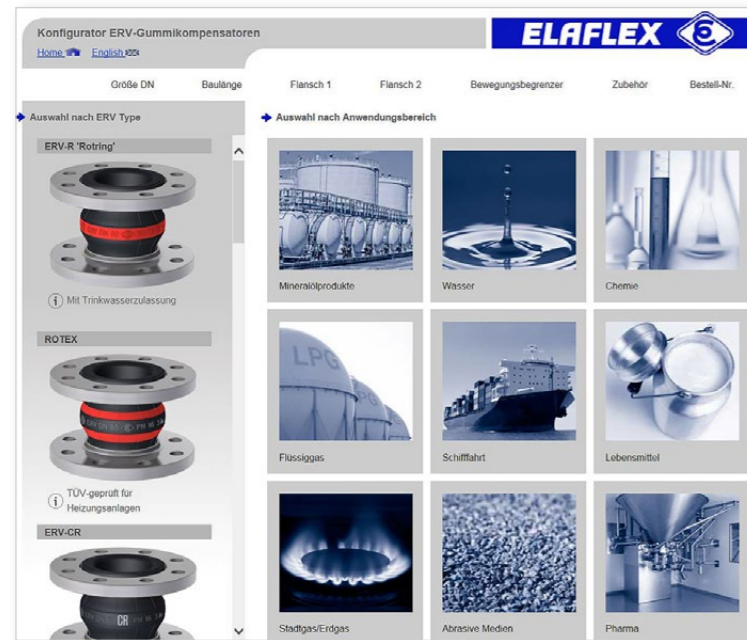 Konfigurator ERV-Gummikompensatoren
ELAFLEX
Home English
Größe DN Baulänge Flansch 1 Flansch 2 Bewegungsbegrenzer Zubehör Bestell-Nr.
Auswahl nach ERV Type
Auswahl nach Anwendungsbereich
ERV-R 'Rotring'
Mit Trinkwasserzulassung
ROTEX
TÜV-geprüft für
Heizungsanlagen
ERV-CR
CR
Mineralölprodukte
Wasser
Chemie
LPG
Flüssiggas
Schifffahrt
Lebensmittel
Stadtgas/Erdgas
Abrasive Medien
Pharma